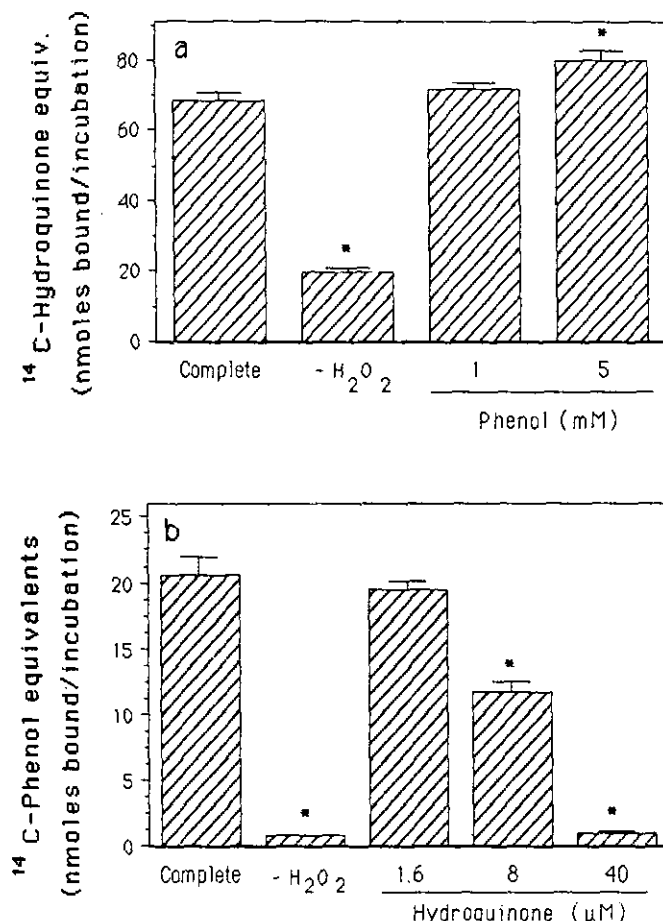 a
¹⁴C-Hydroquinone equiv.
(nmoles bound/incubation)
80
60
40
20
0
*
*
Complete
- H₂O₂
1
5
Phenol (mM)
b
¹⁴C-Phenol equivalents
(nmoles bound/incubation)
25
20
15
10
5
0
*
*
*
Complete
- H₂O₂
1.6
8
40
Hydroquinone (µM)